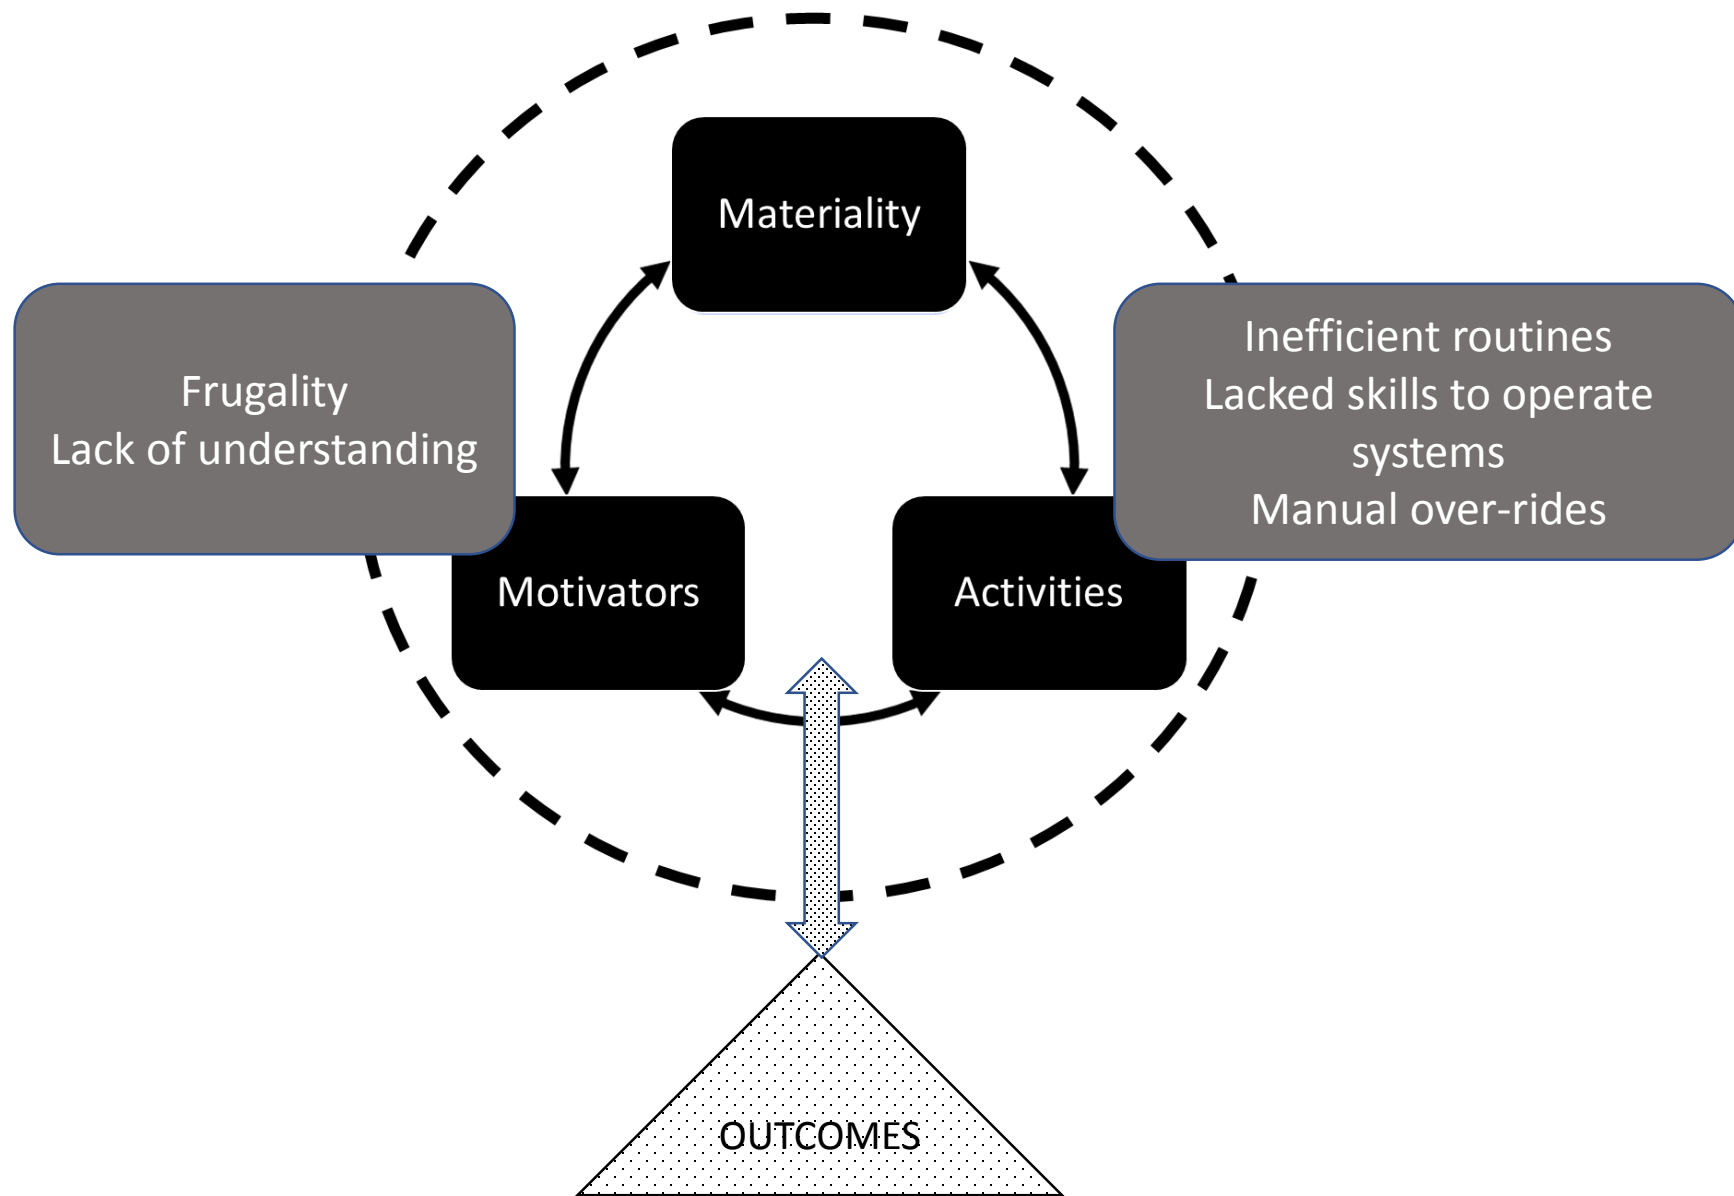 Materiality
Frugality
Lack of understanding
Inefficient routines
Lacked skills to operate
systems
Manual over-rides
Motivators
Activities
OUTCOMES